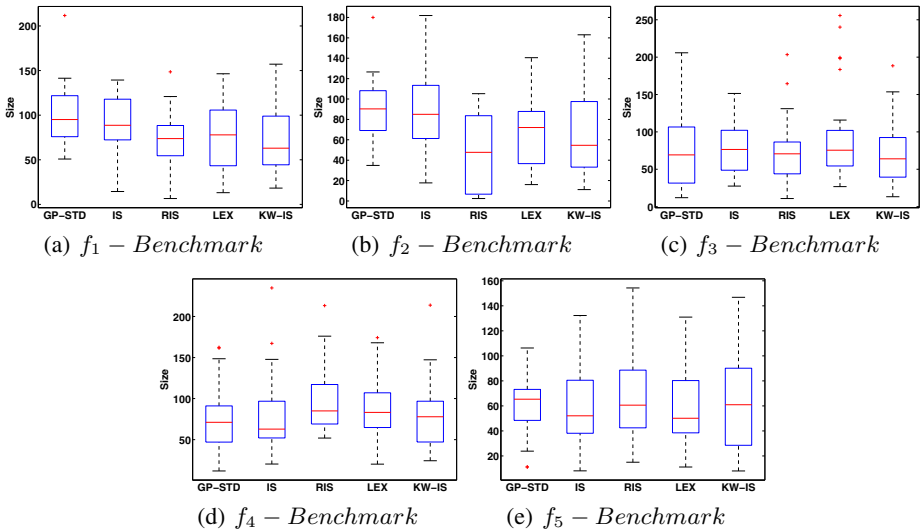 Size
200
150
100
50
0
GP-STD IS RIS LEX KW-IS
(a) f1 − Benchmark
Size
180
160
140
120
100
80
60
40
20
0
GP-STD IS RIS LEX KW-IS
(b) f2 − Benchmark
Size
250
200
150
100
50
0
GP-STD IS RIS LEX KW-IS
(c) f3 − Benchmark
Size
200
150
100
50
GP-STD IS RIS LEX KW-IS
(d) f4 − Benchmark
Size
160
140
120
100
80
60
40
20
GP-STD IS RIS LEX KW-IS
(e) f5 − Benchmark